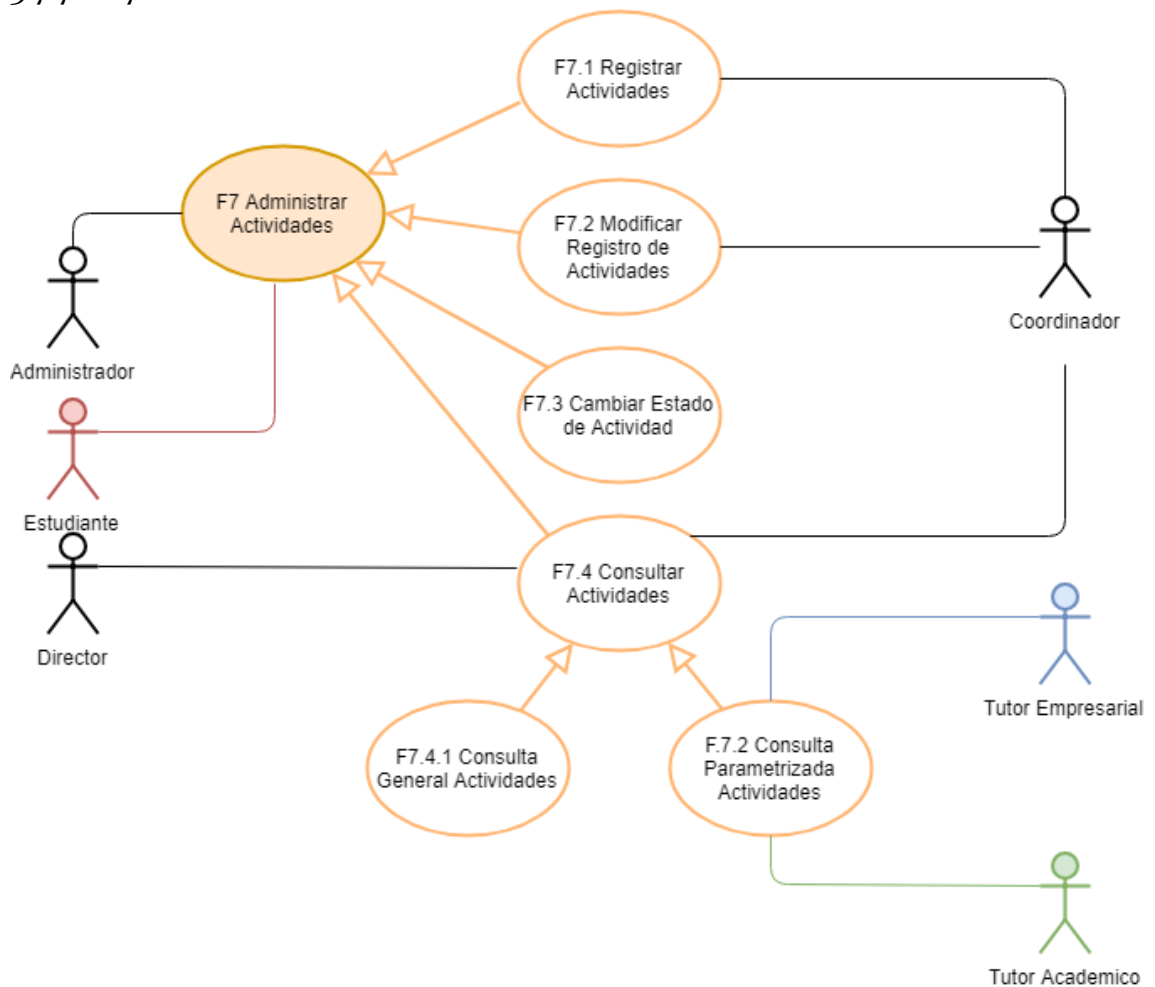 F7.1 Registrar
Actividades
F7 Administrar
Actividades
F7.2 Modificar
Registro de
Actividades
Coordinador
Administrador
F7.3 Cambiar Estado
de Actividad
Estudiante
F7.4 Consultar
Actividades
Director
Tutor Empresarial
F7.4.1 Consulta
General Actividades
F.7.2 Consulta
Parametrizada
Actividades
Tutor Academico